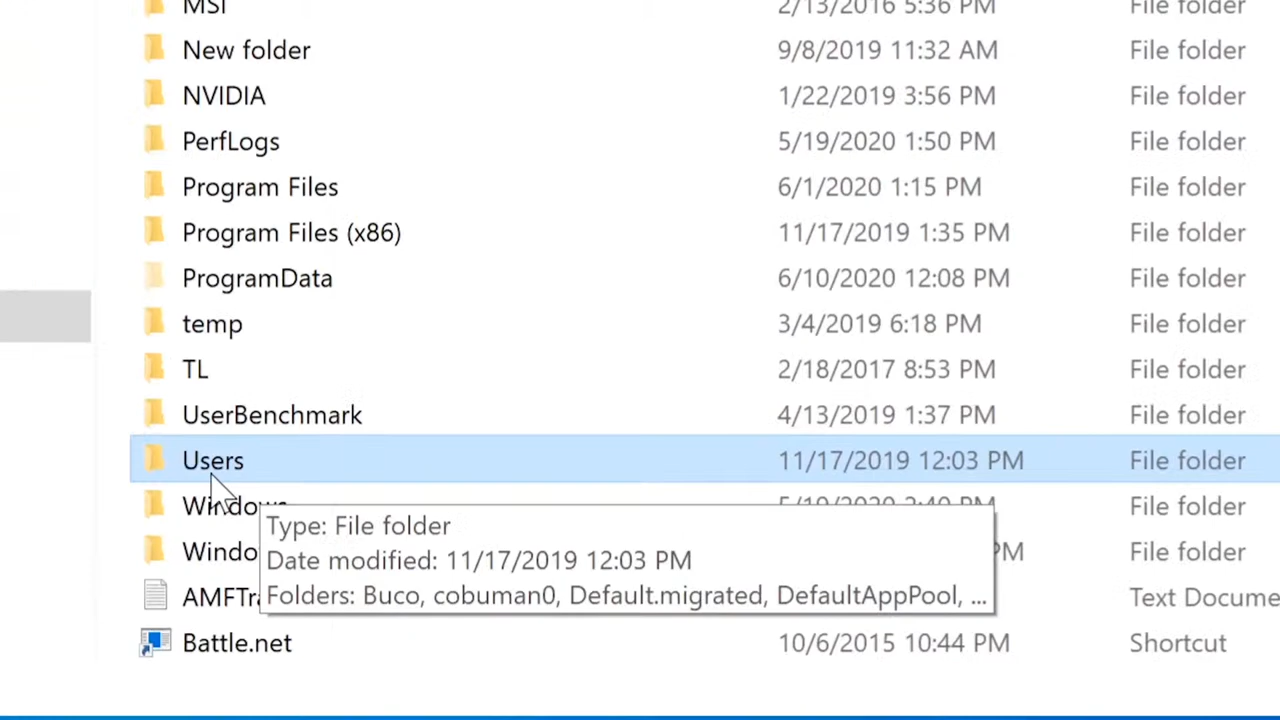 MSI 2/13/2016 5:36 PM File folder
New folder 9/8/2019 11:32 AM File folder
NVIDIA 1/22/2019 3:56 PM File folder
PerfLogs 5/19/2020 1:50 PM File folder
Program Files 6/1/2020 1:15 PM File folder
Program Files (x86) 11/17/2019 1:35 PM File folder
ProgramData 6/10/2020 12:08 PM File folder
temp 3/4/2019 6:18 PM File folder
TL 2/18/2017 8:53 PM File folder
UserBenchmark 4/13/2019 1:37 PM File folder
Users 11/17/2019 12:03 PM File folder
Windows 5/19/2020 2:40 PM File folder
Type: File folder
Windo PM File folder
Date modified: 11/17/2019 12:03 PM
AMFTra Text Docume
Folders: Buco, cobuman0, Default.migrated, DefaultAppPool, ...
Battle.net 10/6/2015 10:44 PM Shortcut